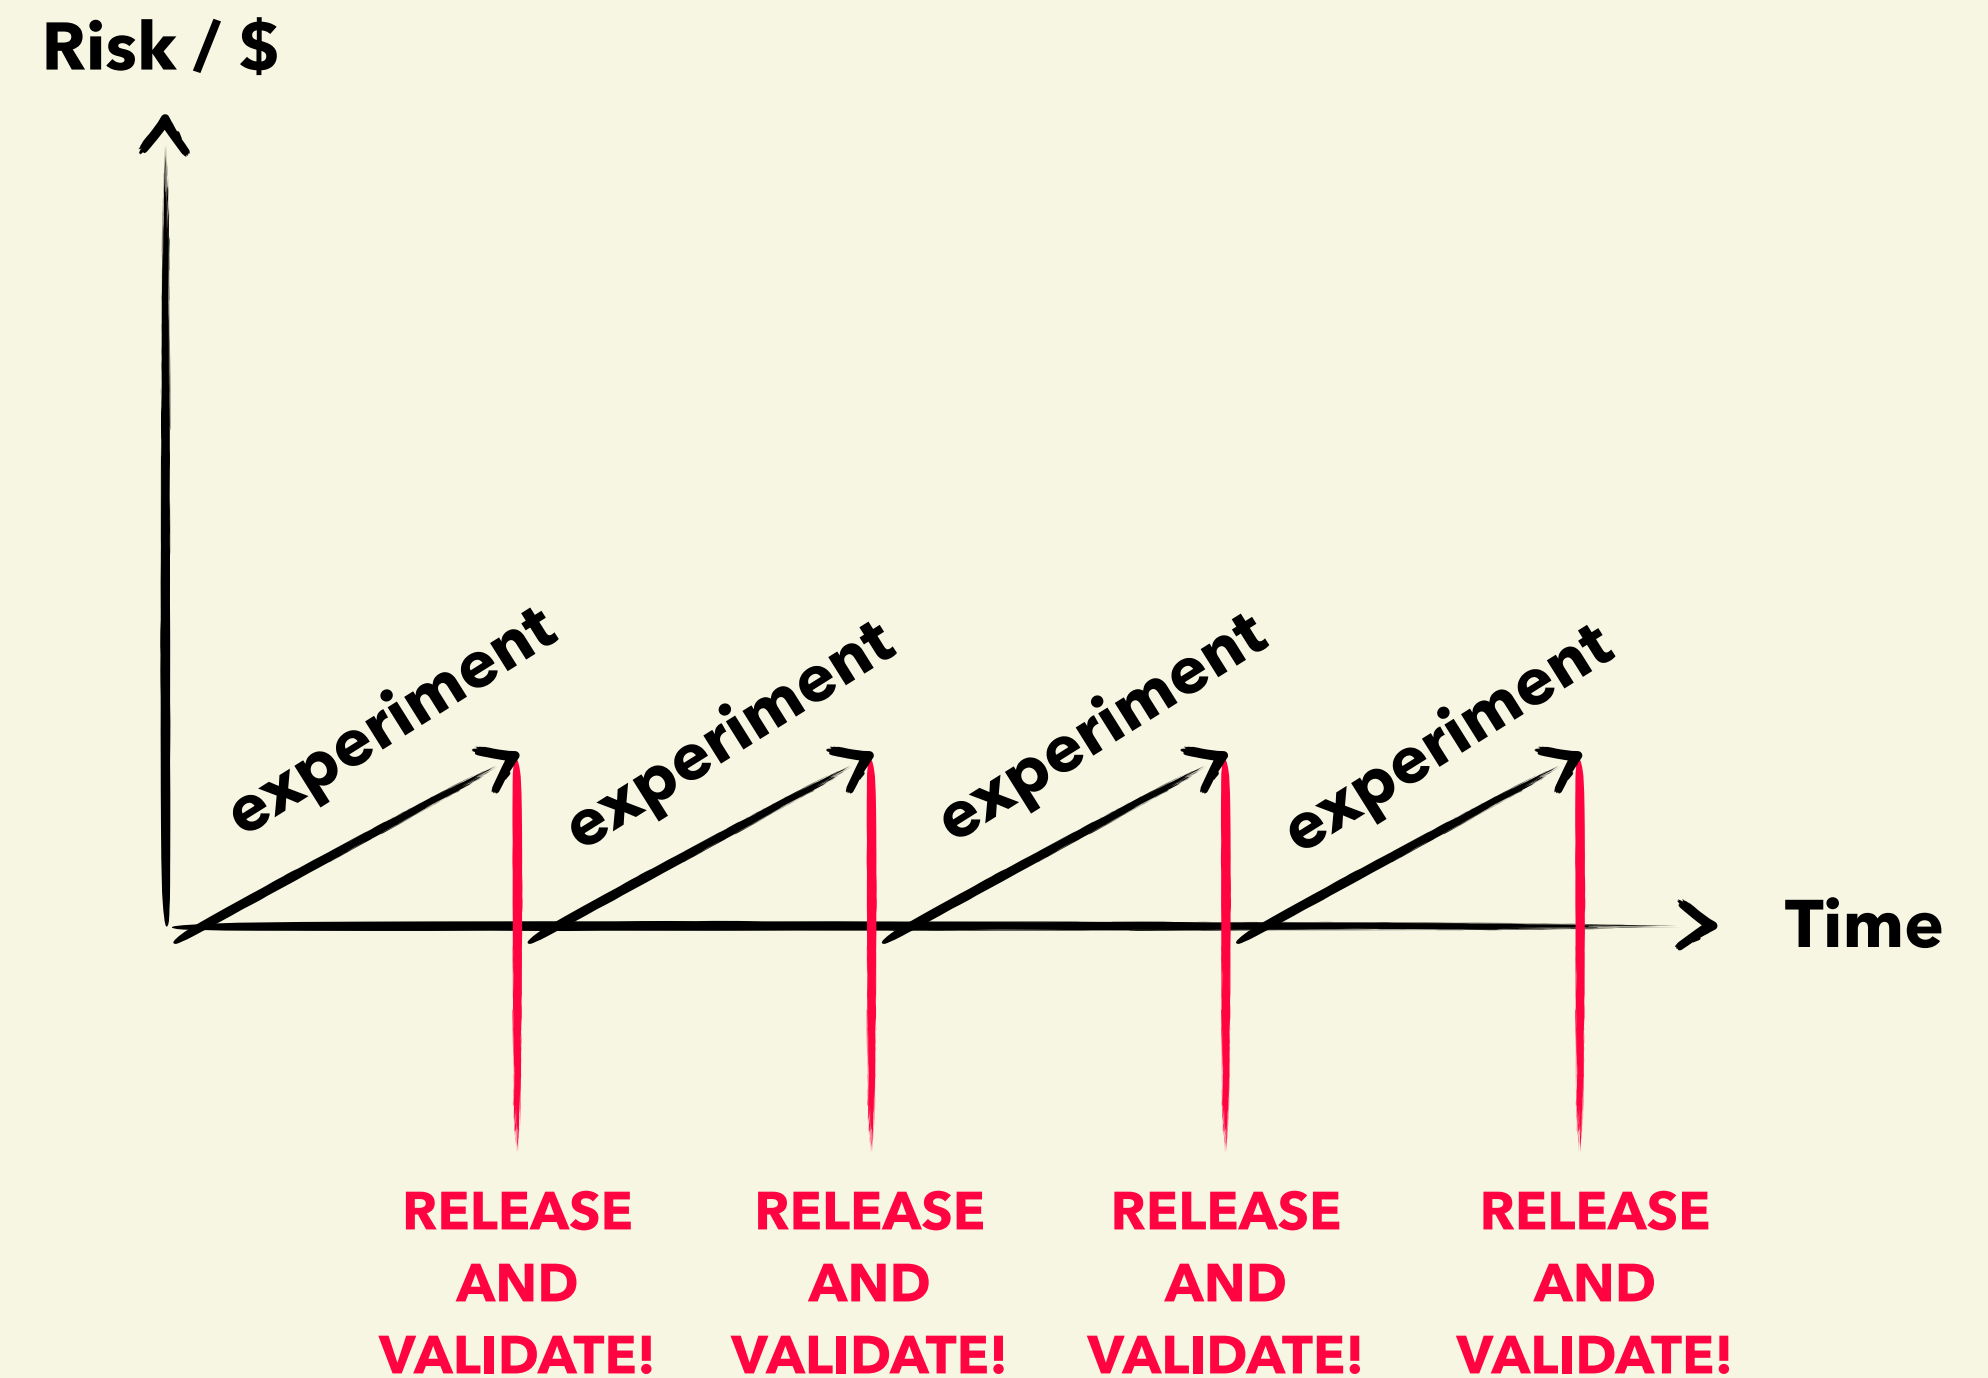 Risk / $
experiment
experiment
experiment
experiment
Time
RELEASE
AND
VALIDATE!
RELEASE
AND
VALIDATE!
RELEASE
AND
VALIDATE!
RELEASE
AND
VALIDATE!